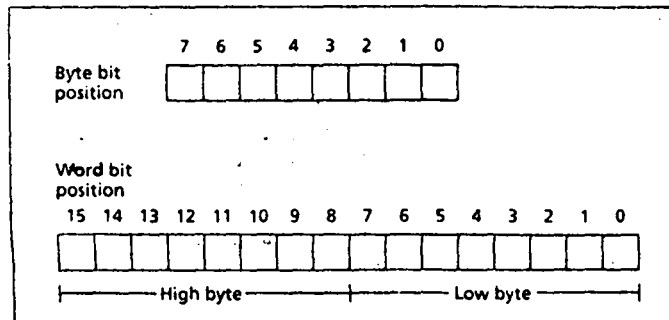 7 6 5 4 3 2 1 0
Byte bit
position
Word bit
position
15 14 13 12 11 10 9 8 7 6 5 4 3 2 1 0
High byte Low byte